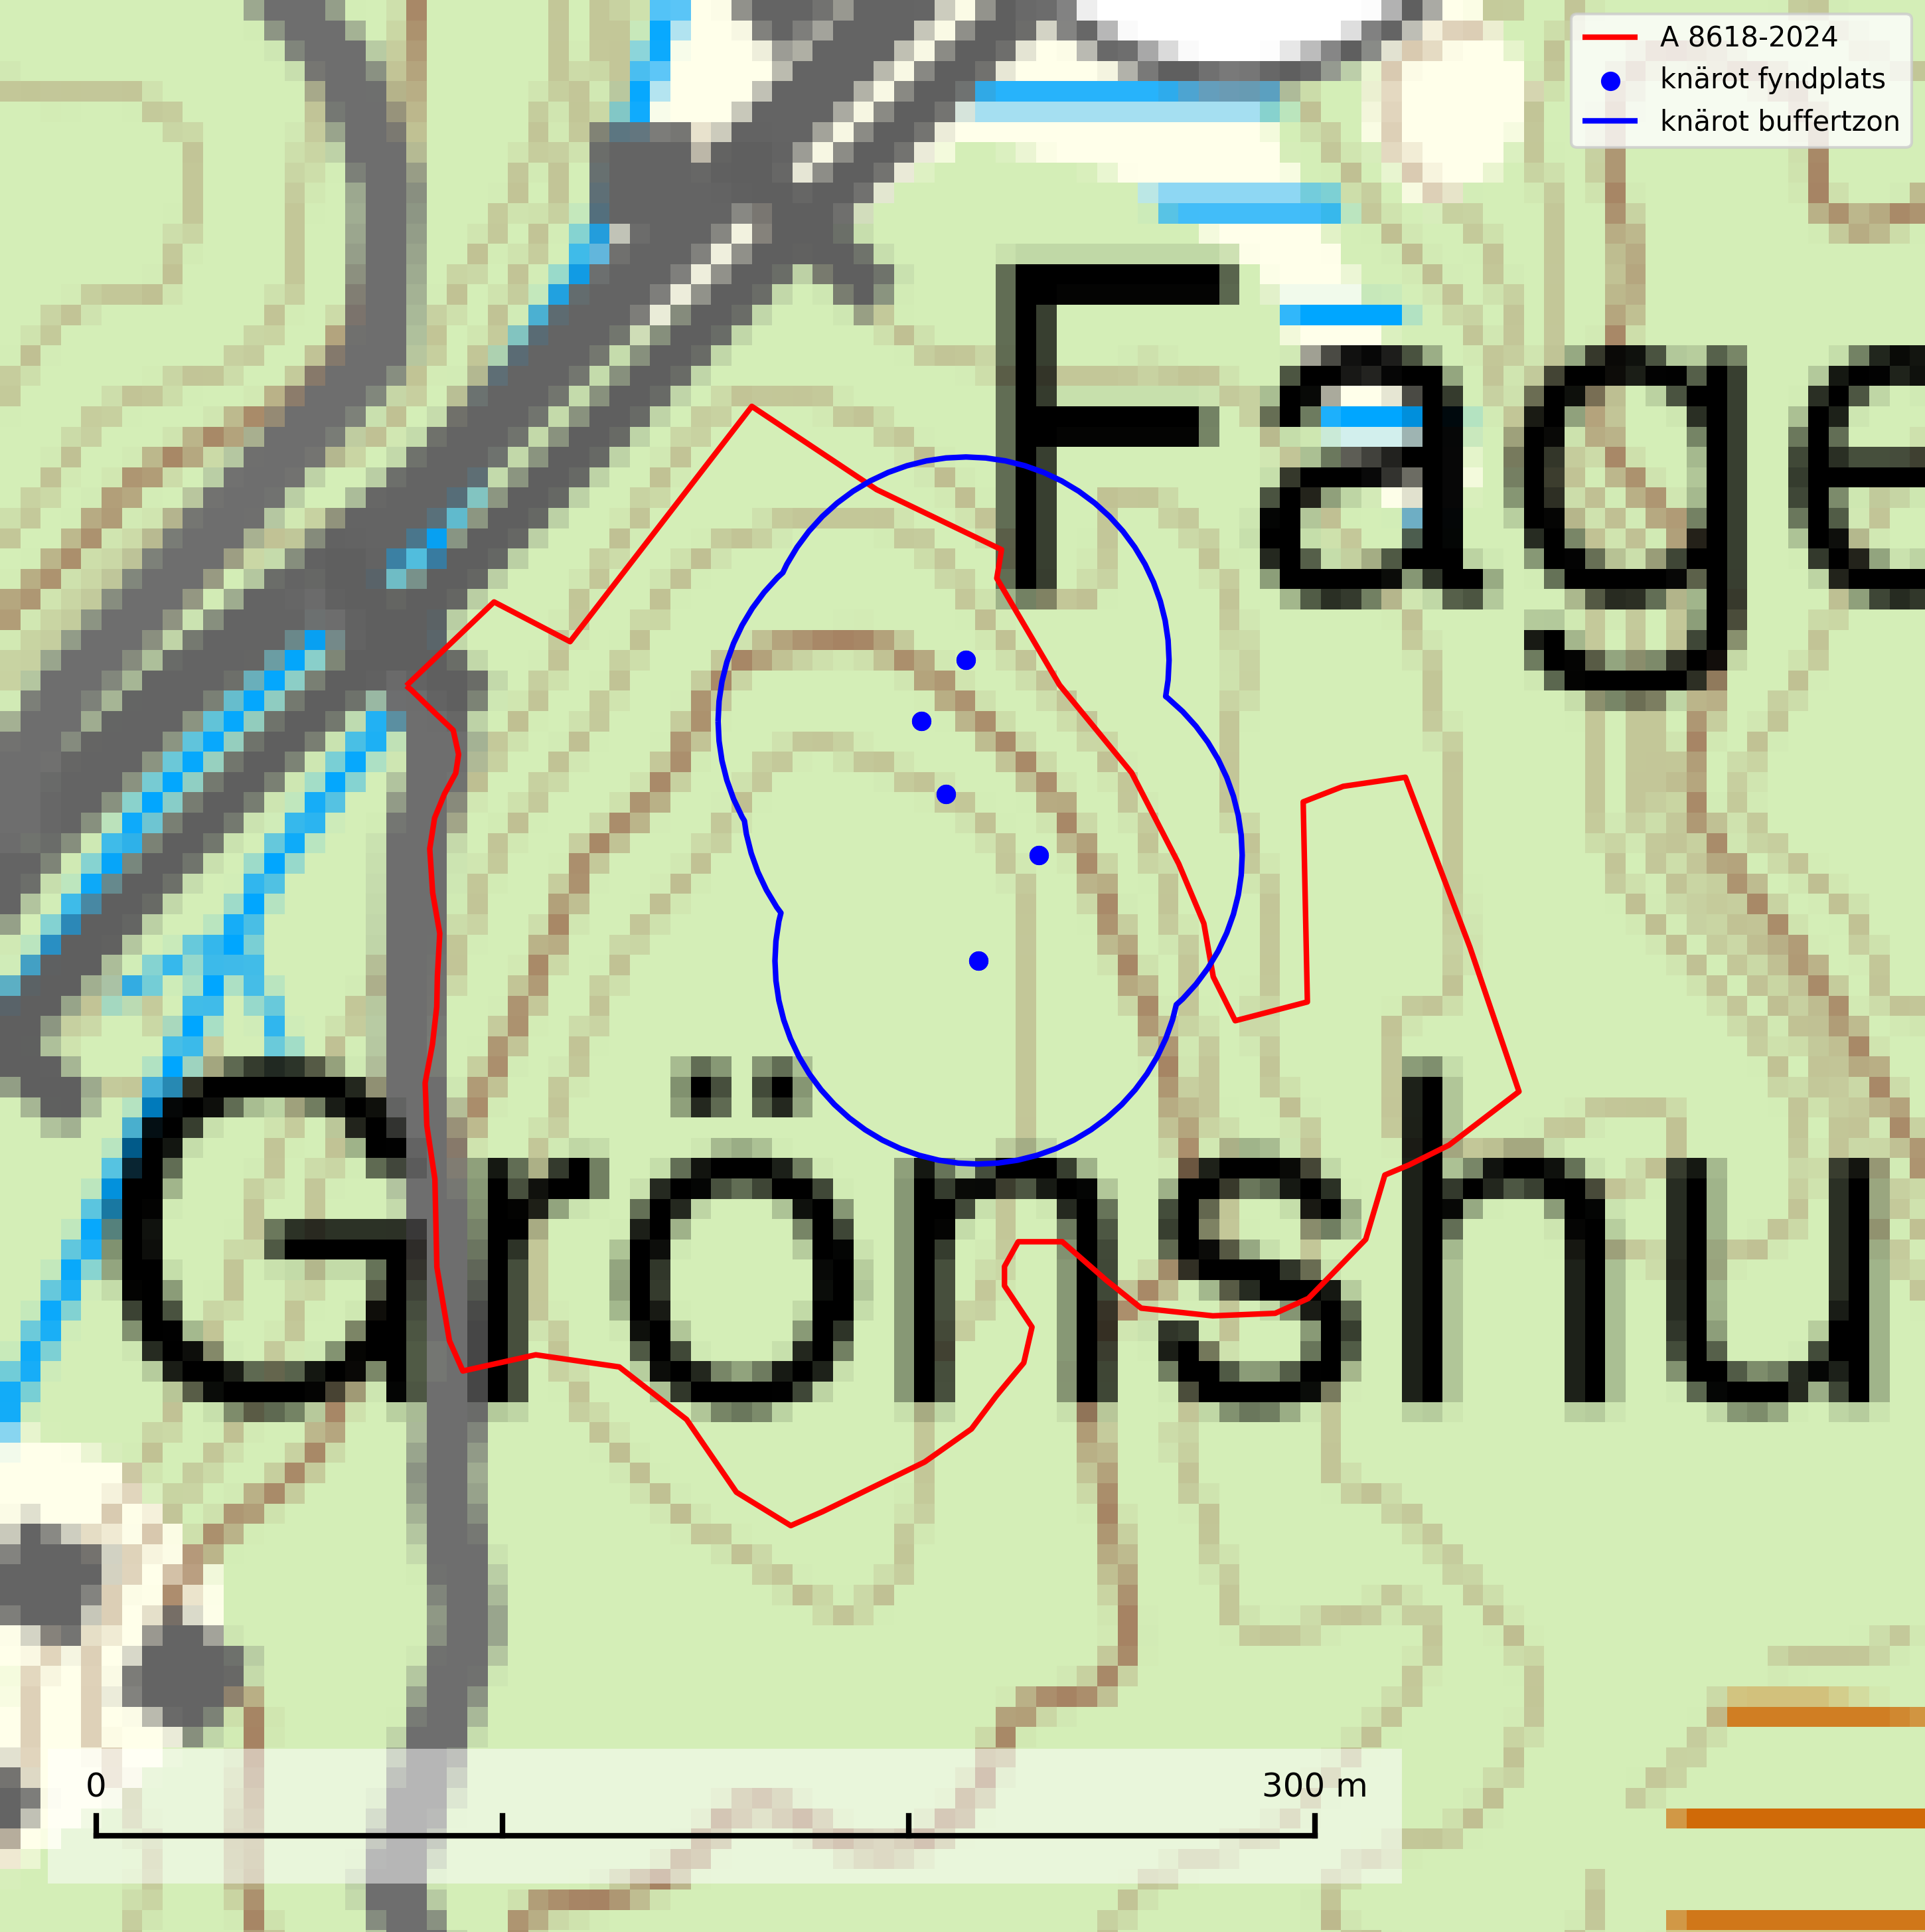 A 8618-2024
knärot fyndplats
knärot buffertzon
Fage
Grönshu
0 300 m